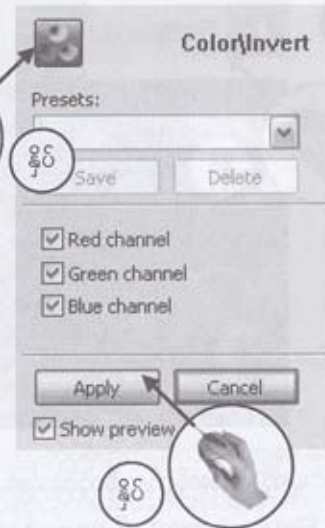 Color\Invert
Presets:
Save Delete
Red channel
Green channel
Blue channel
Apply Cancel
Show preview